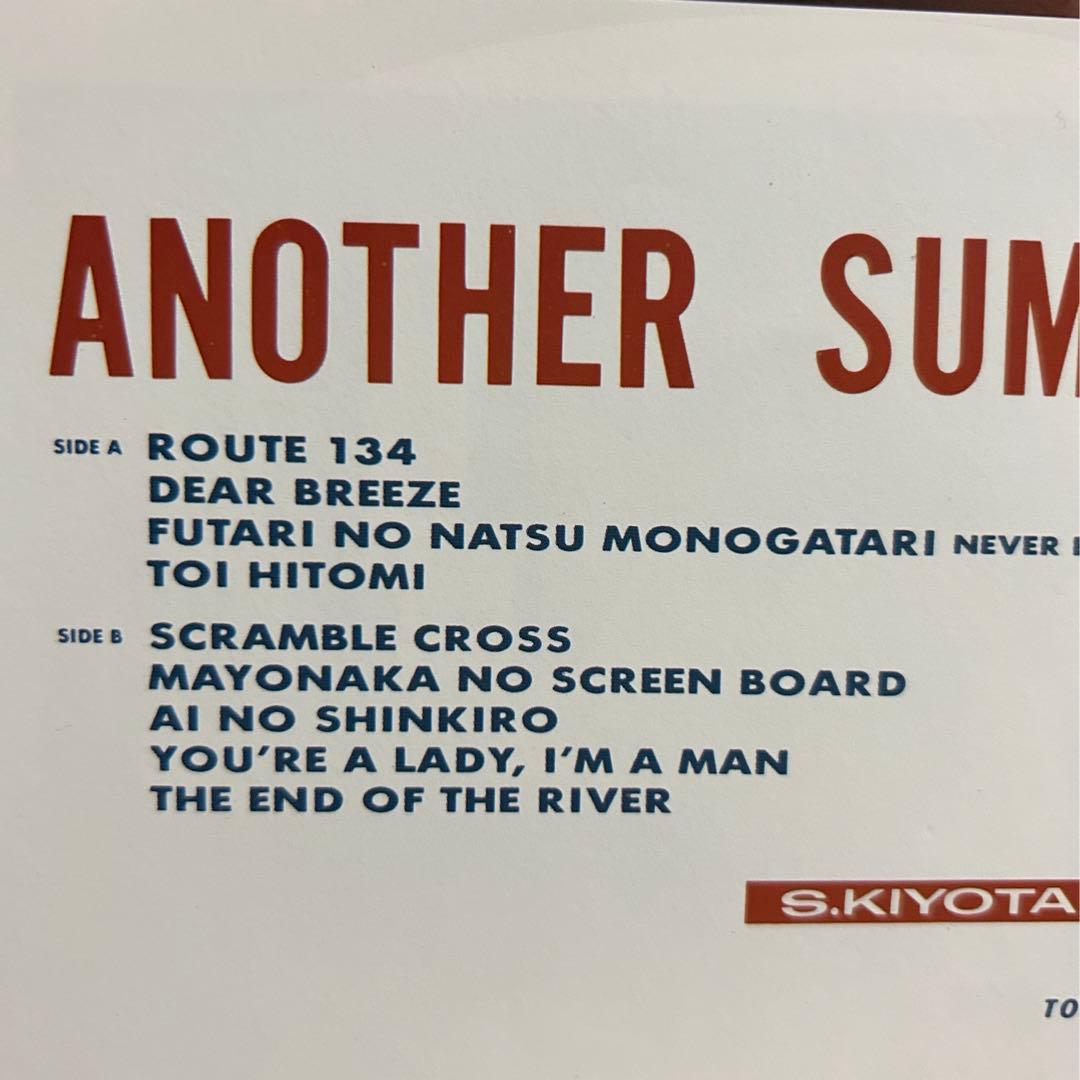 ANOTHER SUM
SIDE A ROUTE 134
DEAR BREEZE
FUTARI NO NATSU MONOGATARI NEVER
TOI HITOMI
SIDE B SCRAMBLE CROSS
MAYONAKA NO SCREEN BOARD
AI NO SHINKIRO
YOU'RE A LADY, I'M A MAN
THE END OF THE RIVER
S.KIYOTA
TO